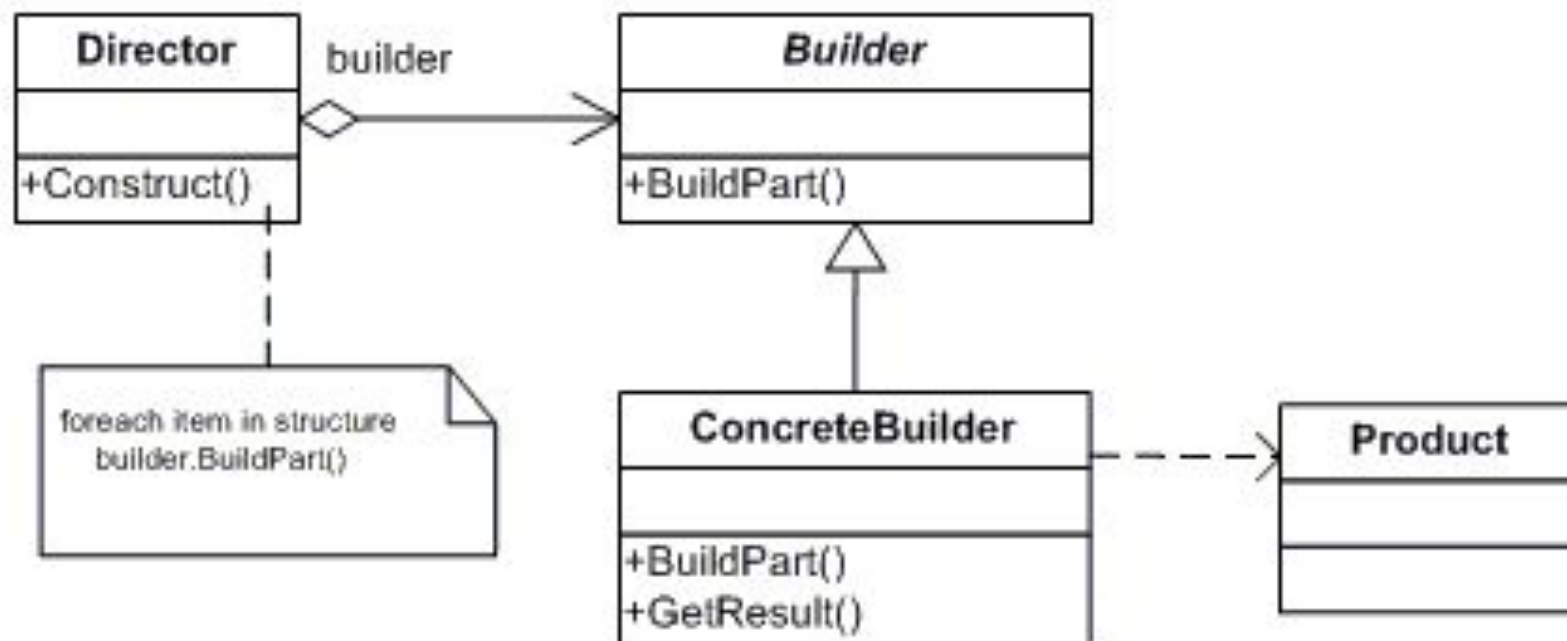 Director
builder
Builder
+Construct()
+BuildPart()
foreach item in structure
builder.BuildPart()
ConcreteBuilder
Product
+BuildPart()
+GetResult()